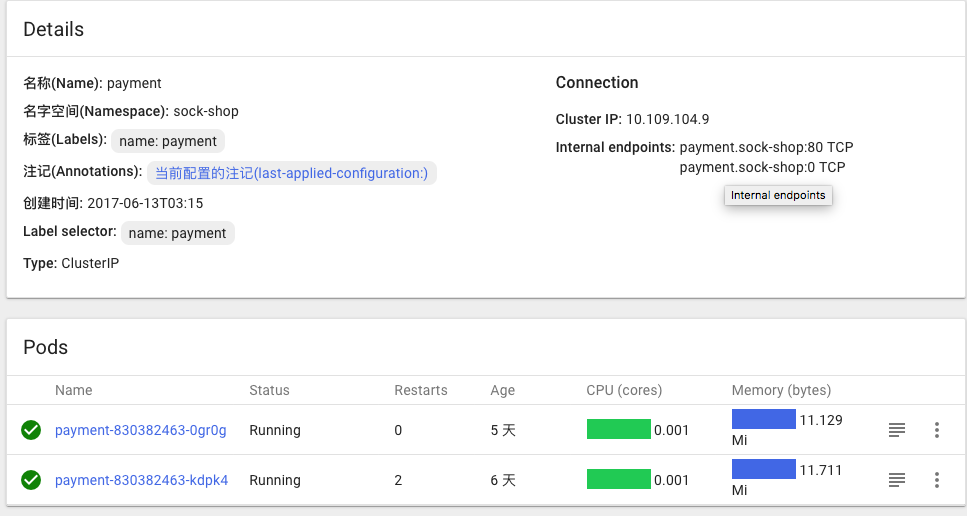 Details
名称(Name): payment
名字空间(Namespace): sock-shop
标签(Labels): name: payment
注记(Annotations): 当前配置的注记(last-applied-configuration:)
创建时间: 2017-06-13T03:15
Label selector: name: payment
Type: ClusterIP
Connection
Cluster IP: 10.109.104.9
Internal endpoints: payment.sock-shop:80 TCP
payment.sock-shop:0 TCP
Internal endpoints
Pods
Name Status Restarts Age CPU (cores) Memory (bytes)
payment-830382463-0gr0g Running 0 5 天 0.001 11.129
Mi
payment-830382463-kdpk4 Running 2 6 天 0.001 11.711
Mi